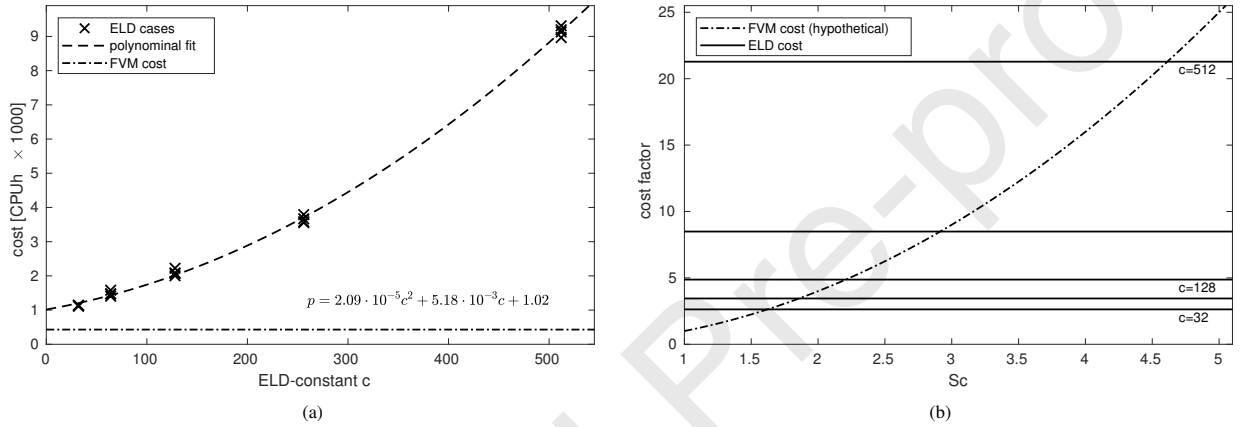 ELD cases
polynominal fit
FVM cost
9
8
7
6
5
4
3
2
1
0
cost [CPUh × 1000]
p = 2.09 · 10⁻⁵c² + 5.18 · 10⁻³c + 1.02
0 100 200 300 400 500
ELD-constant c
(a)
FVM cost (hypothetical)
ELD cost
25
20
15
10
5
0
cost factor
c=512
c=128
c=32
1 1.5 2 2.5 3 3.5 4 4.5 5
Sc
(b)
Pre-pro